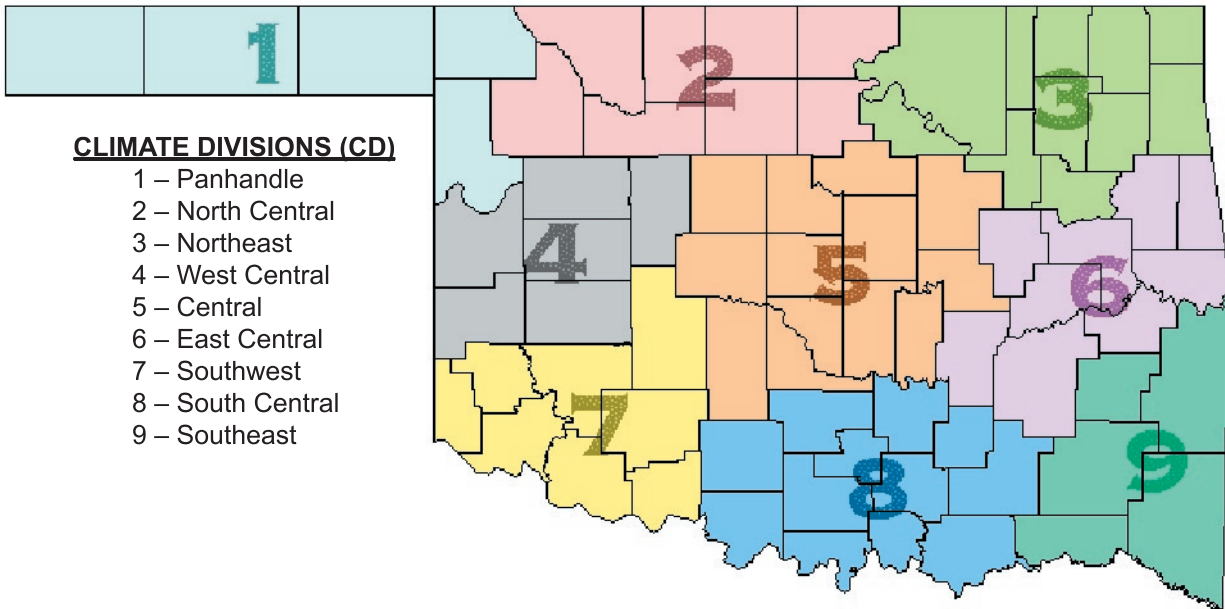 1
2
3
CLIMATE DIVISIONS (CD)
1 – Panhandle
2 – North Central
3 – Northeast
4 – West Central
5 – Central
6 – East Central
7 – Southwest
8 – South Central
9 – Southeast
4
5
6
7
8
9